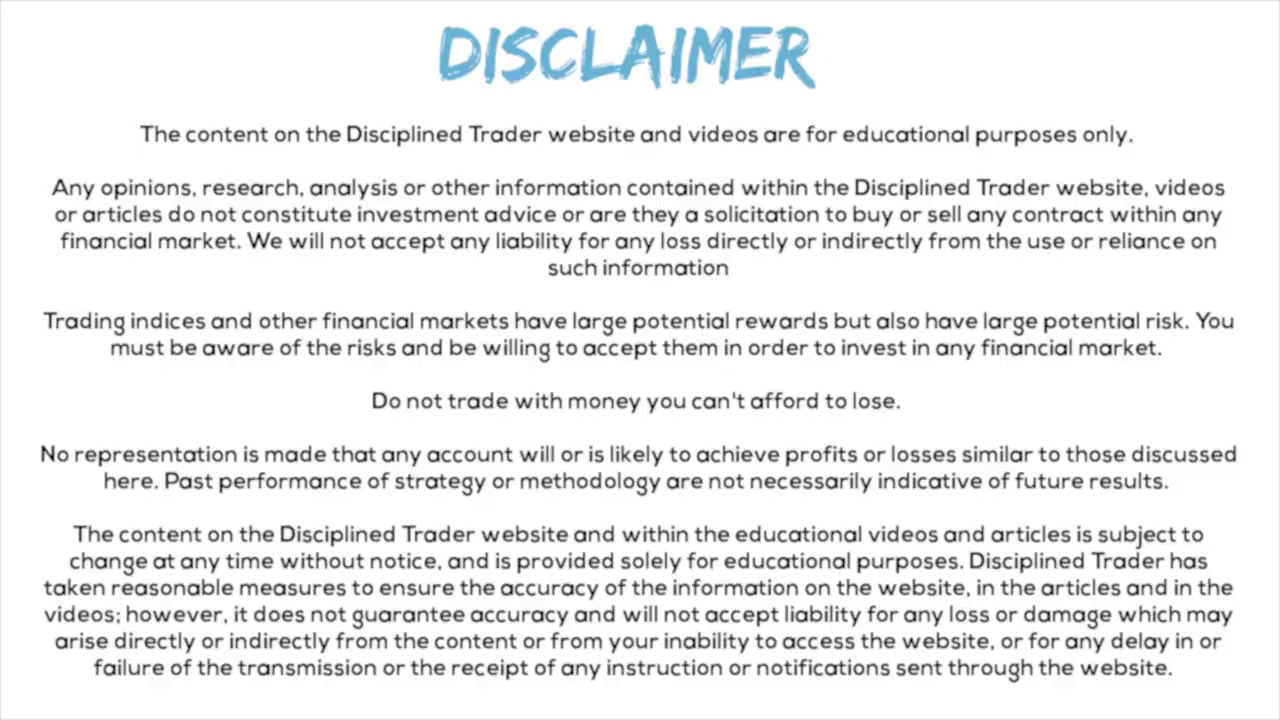 DISCLAIMER
The content on the Disciplined Trader website and videos are for educational purposes only.
Any opinions, research, analysis or other information contained within the Disciplined Trader website, videos
or articles do not constitute investment advice or are they a solicitation to buy or sell any contract within any
financial market. We will not accept any liability for any loss directly or indirectly from the use or reliance on
such information
Trading indices and other financial markets have large potential rewards but also have large potential risk. You
must be aware of the risks and be willing to accept them in order to invest in any financial market.
Do not trade with money you can't afford to lose.
No representation is made that any account will or is likely to achieve profits or losses similar to those discussed
here. Past performance of strategy or methodology are not necessarily indicative of future results.
The content on the Disciplined Trader website and within the educational videos and articles is subject to
change at any time without notice, and is provided solely for educational purposes. Disciplined Trader has
taken reasonable measures to ensure the accuracy of the information on the website, in the articles and in the
videos; however, it does not guarantee accuracy and will not accept liability for any loss or damage which may
arise directly or indirectly from the content or from your inability to access the website, or for any delay in or
failure of the transmission or the receipt of any instruction or notifications sent through the website.